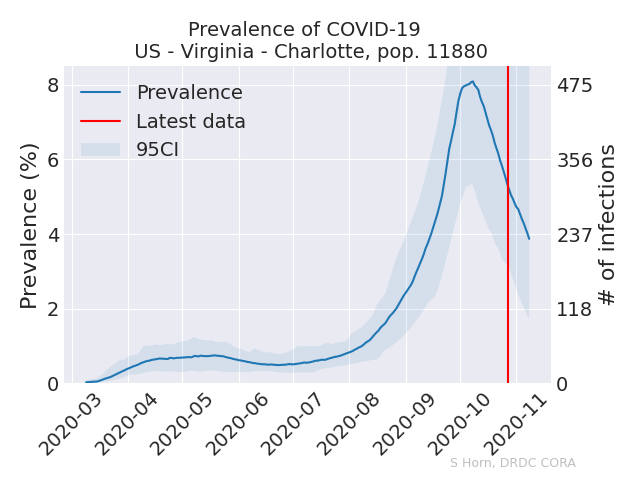 Prevalence of COVID-19
US - Virginia - Charlotte, pop. 11880
Prevalence
Latest data
95CI
Prevalence (%)
8
6
4
2
0
475
356
237
118
0
# of infections
2020-03
2020-04
2020-05
2020-06
2020-07
2020-08
2020-09
2020-10
2020-11
S Horn, DRDC CORA